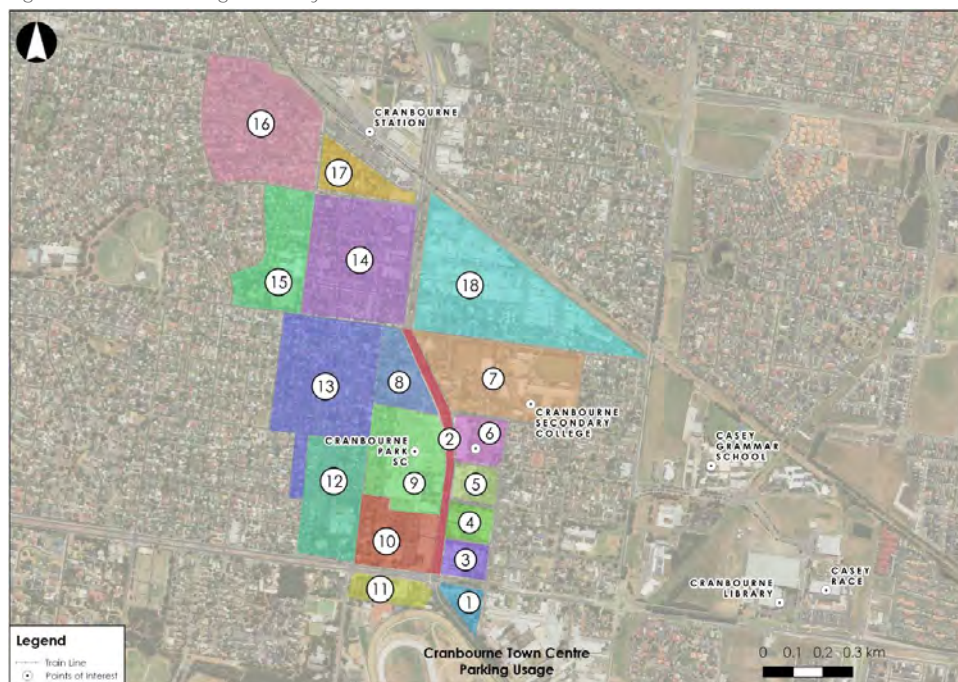 16
CRANBOURNE
STATION
17
14
15
18
13
8
7
CRANBOURNE
SECONDARY
COLLEGE
2
6
CRANBOURNE
PARK
SC
CASEY
GRAMMAR
SCHOOL
12
9
5
4
10
3
11
1
CRANBOURNE
LIBRARY
CASEY
RACE
Legend
Train Line
Points of Interest
Cranbourne Town Centre
Parking Usage
0 0.1 0.2 0.3 km